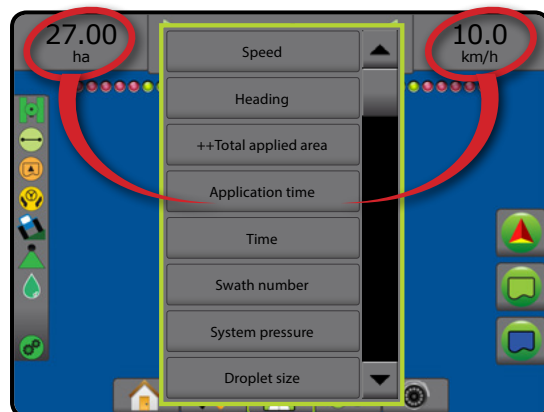 27.00
ha
10.0
km/h
Speed
Heading
++Total applied area
Application time
Time
Swath number
System pressure
Droplet size